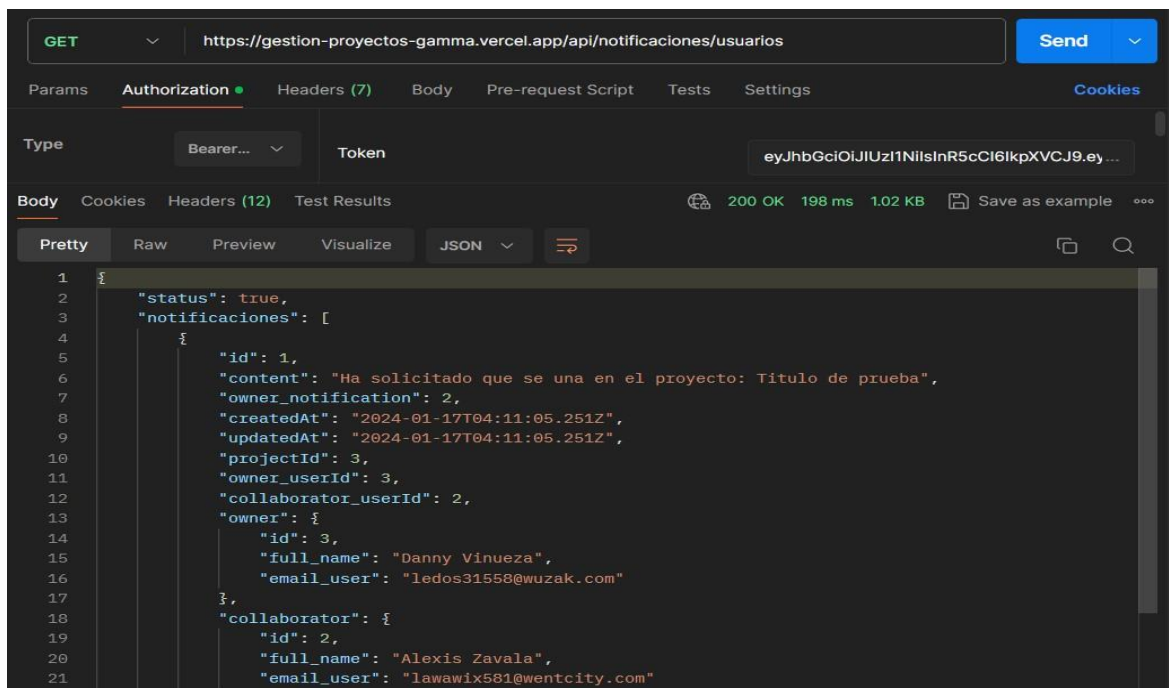 GET https://gestion-proyectos-gamma.vercel.app/api/notificaciones/usuarios Send
Params Authorization Headers (7) Body Pre-request Script Tests Settings Cookies
Type Bearer... Token eyJhbGciOiJIUzI1NiIsInR5cCI6IkpXVCJ9.ey...
Body Cookies Headers (12) Test Results 200 OK 198 ms 1.02 KB Save as example
Pretty Raw Preview Visualize JSON
1 {
2 "status": true,
3 "notificaciones": [
4 {
5 "id": 1,
6 "content": "Ha solicitado que se una en el proyecto: Titulo de prueba",
7 "owner_notification": 2,
8 "createdAt": "2024-01-17T04:11:05.251Z",
9 "updatedAt": "2024-01-17T04:11:05.251Z",
10 "projectId": 3,
11 "owner_userId": 3,
12 "collaborator_userId": 2,
13 "owner": {
14 "id": 3,
15 "full_name": "Danny Vinueza",
16 "email_user": "ledos31558@wuzak.com"
17 },
18 "collaborator": {
19 "id": 2,
20 "full_name": "Alexis Zavala",
21 "email_user": "lawawix581@wentcity.com"